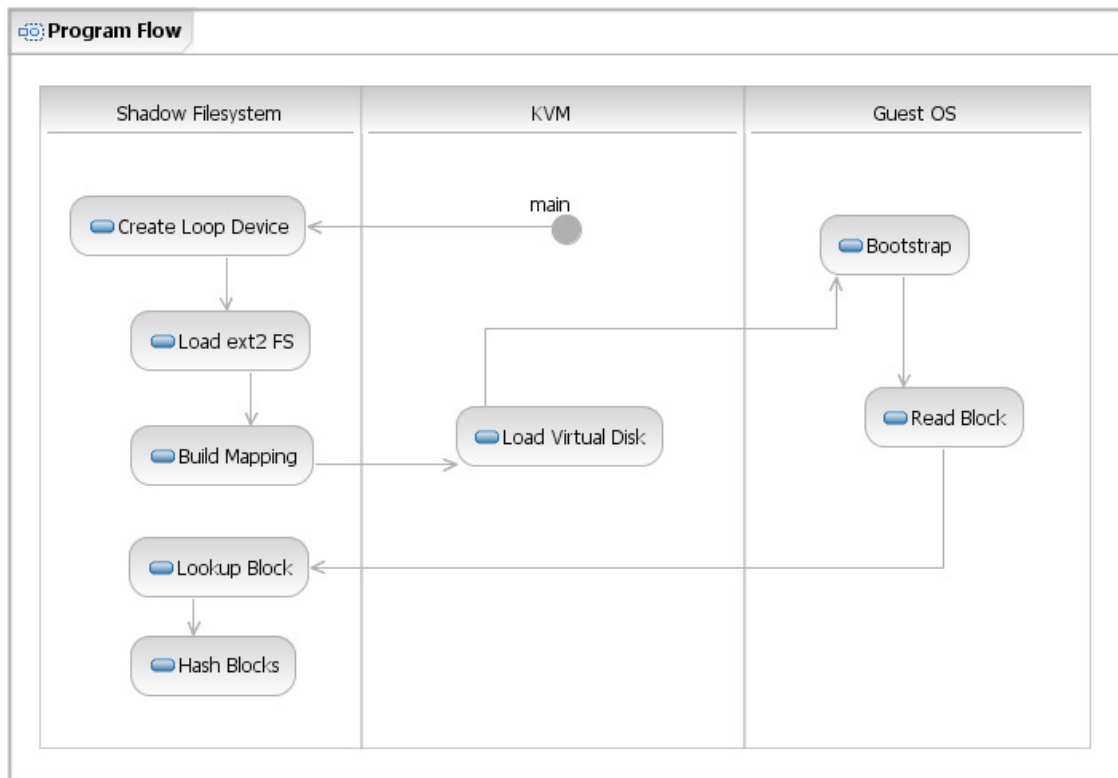 Program Flow
Shadow Filesystem
KVM
Guest OS
main
Create Loop Device
Bootstrap
Load ext2 FS
Load Virtual Disk
Read Block
Build Mapping
Lookup Block
Hash Blocks